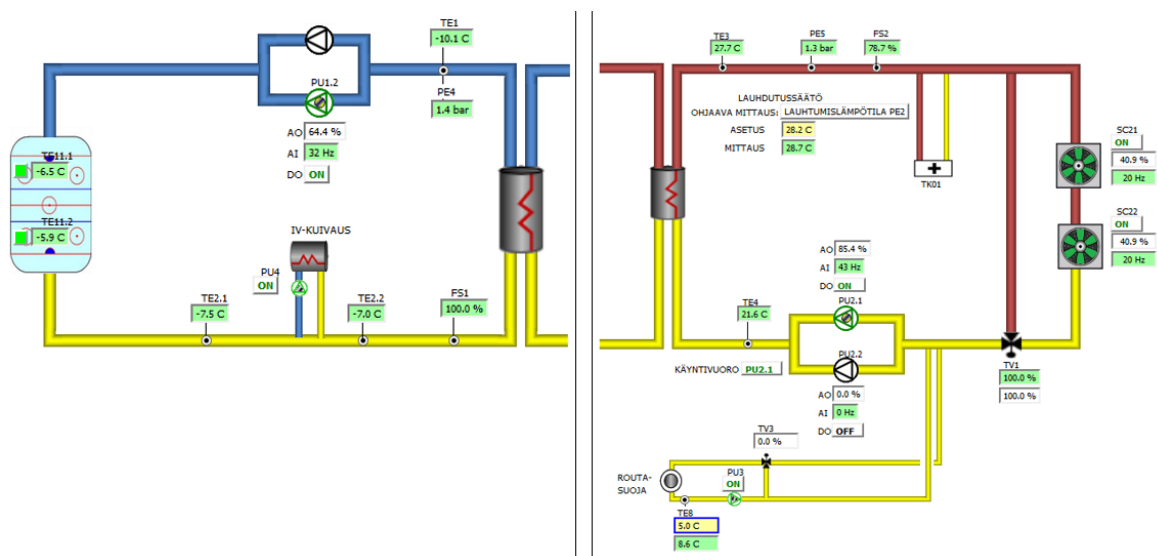 TE1
-10.1 C
PE4
1.4 bar
PU1.2
AO 64.4 %
AI 32 Hz
DO ON
TE11.1
-6.5 C
TE11.2
-5.9 C
IV-KUIVAUS
PU4
ON
TE2.1
-7.5 C
TE2.2
-7.0 C
FS1
100.0 %
TE3
27.7 C
PE5
1.3 bar
FS2
78.7 %
LAUHDUTUSSÄÄTÖ
OHJAAVA MITTAUS: LAUHTUMISLÄMPÖTILA PE2
ASETUS 28.2 C
MITTAUS 28.7 C
TK01
SC21
ON
40.9 %
20 Hz
SC22
ON
40.9 %
20 Hz
AO 85.4 %
AI 43 Hz
DO ON
PU2.1
TE4
21.6 C
KÄYNTIVUORO PU2.1
PU2.2
AO 0.0 %
AI 0 Hz
DO OFF
TV1
100.0 %
100.0 %
TV3
0.0 %
ROUTA-
SUOJA
PU3
ON
TE8
5.0 C
8.6 C